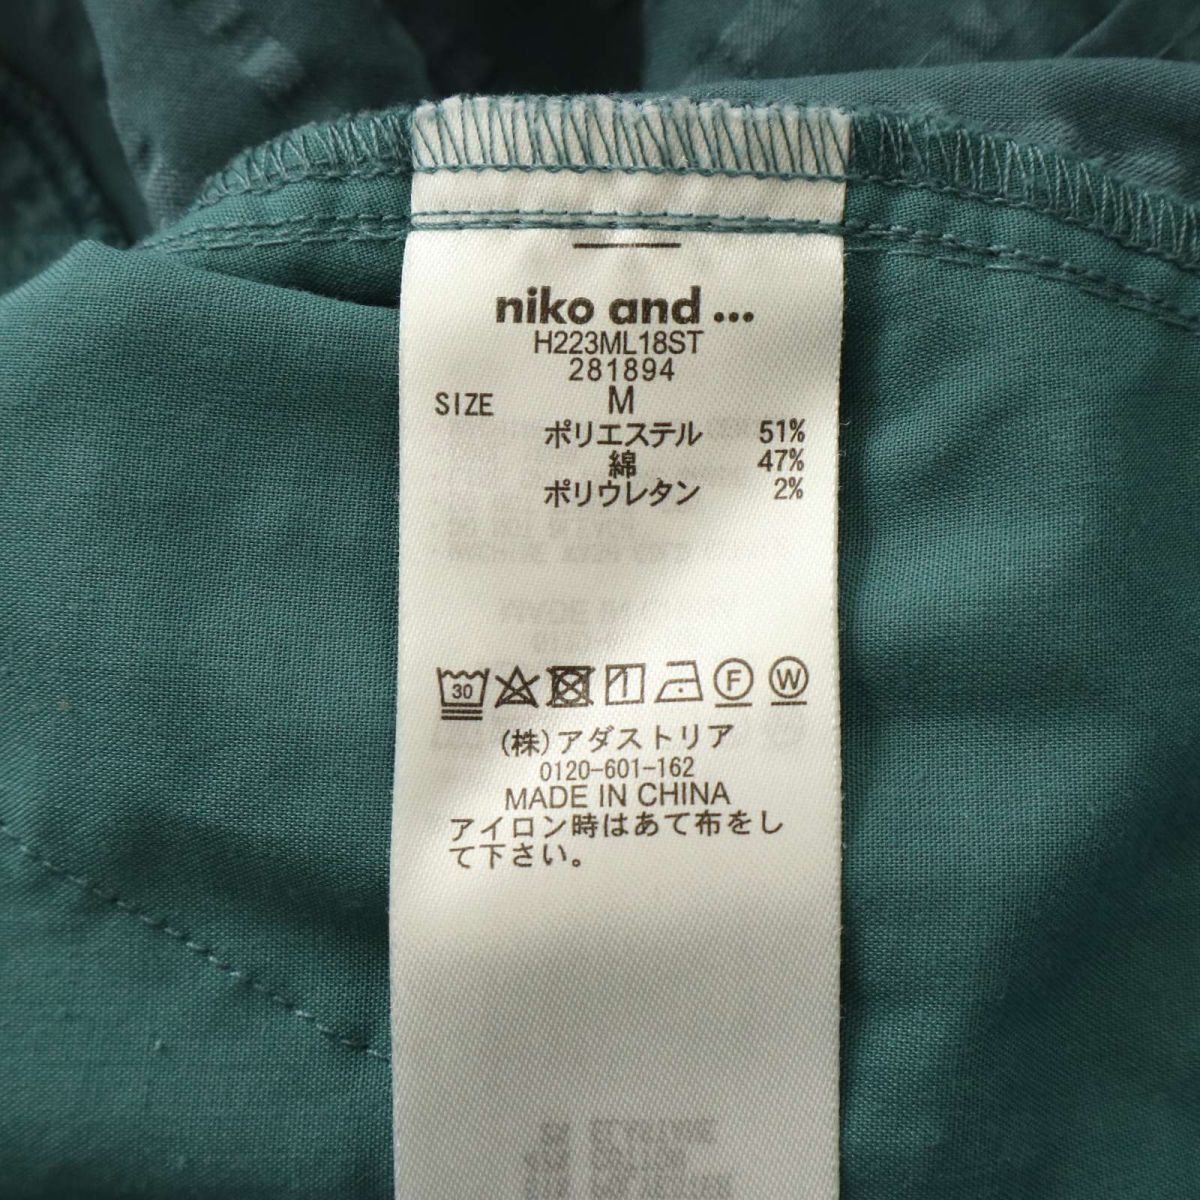 niko and ...
H223ML18ST
281894
SIZE M
ポリエステル 51%
綿 47%
ポリウレタン 2%
30 F W
(株)アダストリア
0120-601-162
MADE IN CHINA
アイロン時はあて布をし
て下さい。